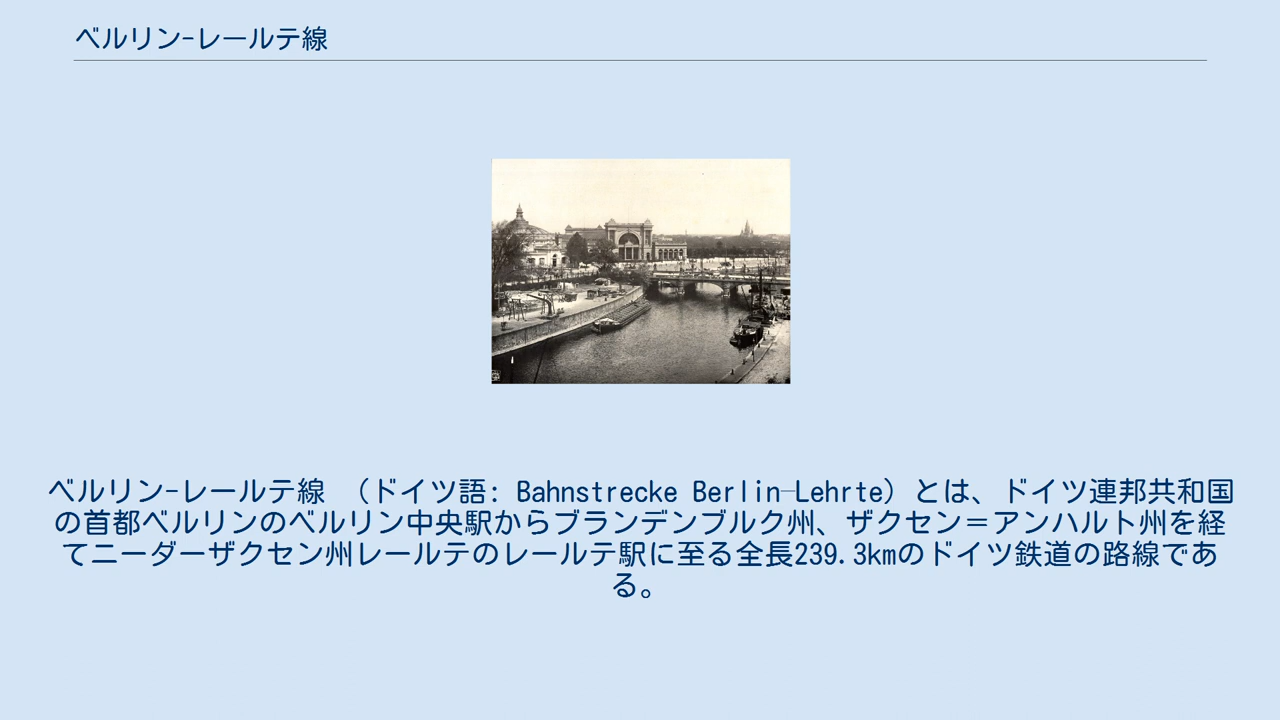 ベルリン-レールテ線
ベルリン-レールテ線 （ドイツ語: Bahnstrecke Berlin–Lehrte）とは、ドイツ連邦共和国
の首都ベルリンのベルリン中央駅からブランデンブルク州、ザクセン＝アンハルト州を経
てニーダーザクセン州レールテのレールテ駅に至る全長239.3kmのドイツ鉄道の路線であ
る。